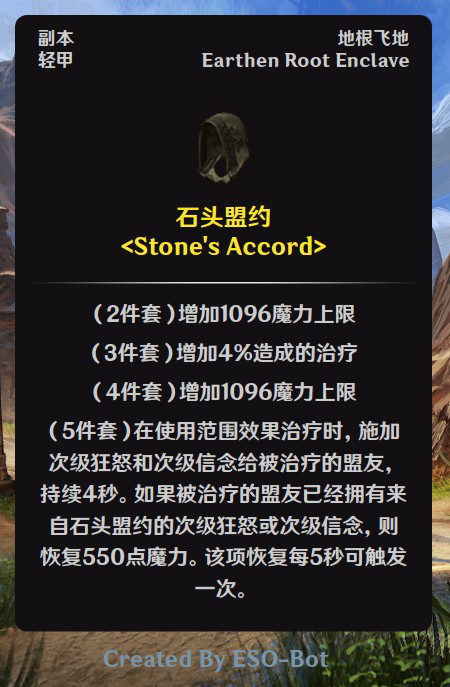 副本
地根飞地
轻甲
Earthen Root Enclave
石头盟约
<Stone's Accord>
(2件套)增加1096魔力上限
(3件套)增加4%造成的治疗
(4件套)增加1096魔力上限
(5件套)在使用范围效果治疗时, 施加
次级狂怒和次级信念给被治疗的盟友,
持续4秒。如果被治疗的盟友已经拥有来
自石头盟约的次级狂怒或次级信念, 则
恢复550点魔力。该项恢复每5秒可触发
一次。
Created By ESO-Bot